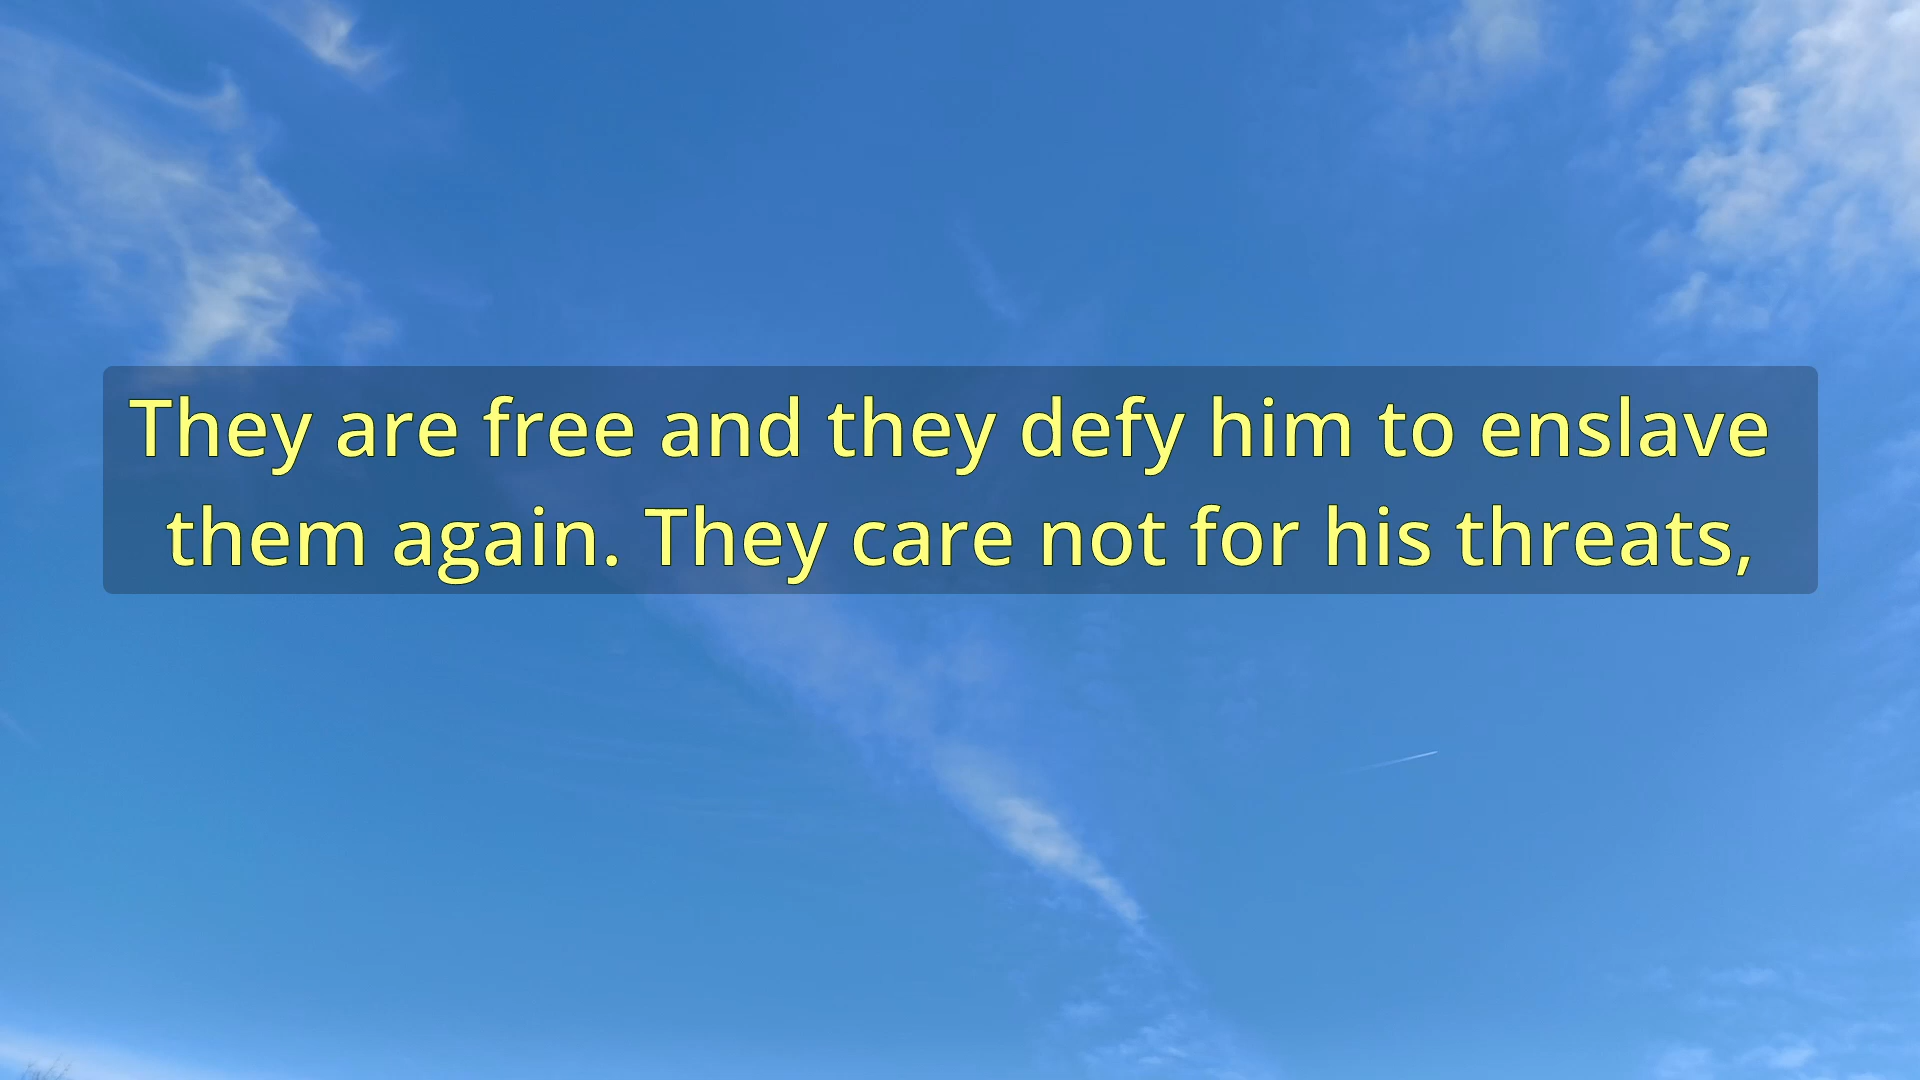 They are free and they defy him to enslave
them again. They care not for his threats,